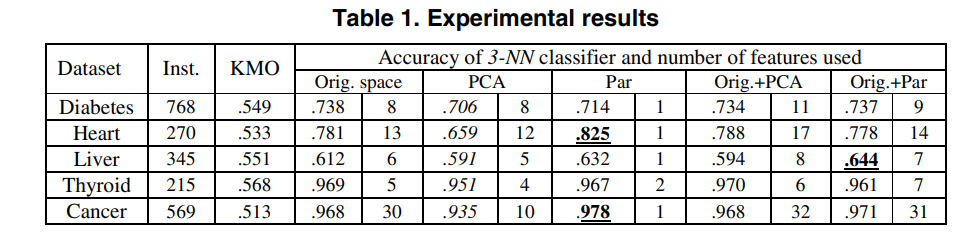 Table 1. Experimental results
Dataset Inst. KMO Accuracy of 3-NN classifier and number of features used
Orig. space PCA Par Orig.+PCA Orig.+Par
Diabetes 768 .549 .738 8 .706 8 .714 1 .734 11 .737 9
Heart 270 .533 .781 13 .659 12 .825 1 .788 17 .778 14
Liver 345 .551 .612 6 .591 5 .632 1 .594 8 .644 7
Thyroid 215 .568 .969 5 .951 4 .967 2 .970 6 .961 7
Cancer 569 .513 .968 30 .935 10 .978 1 .968 32 .971 31